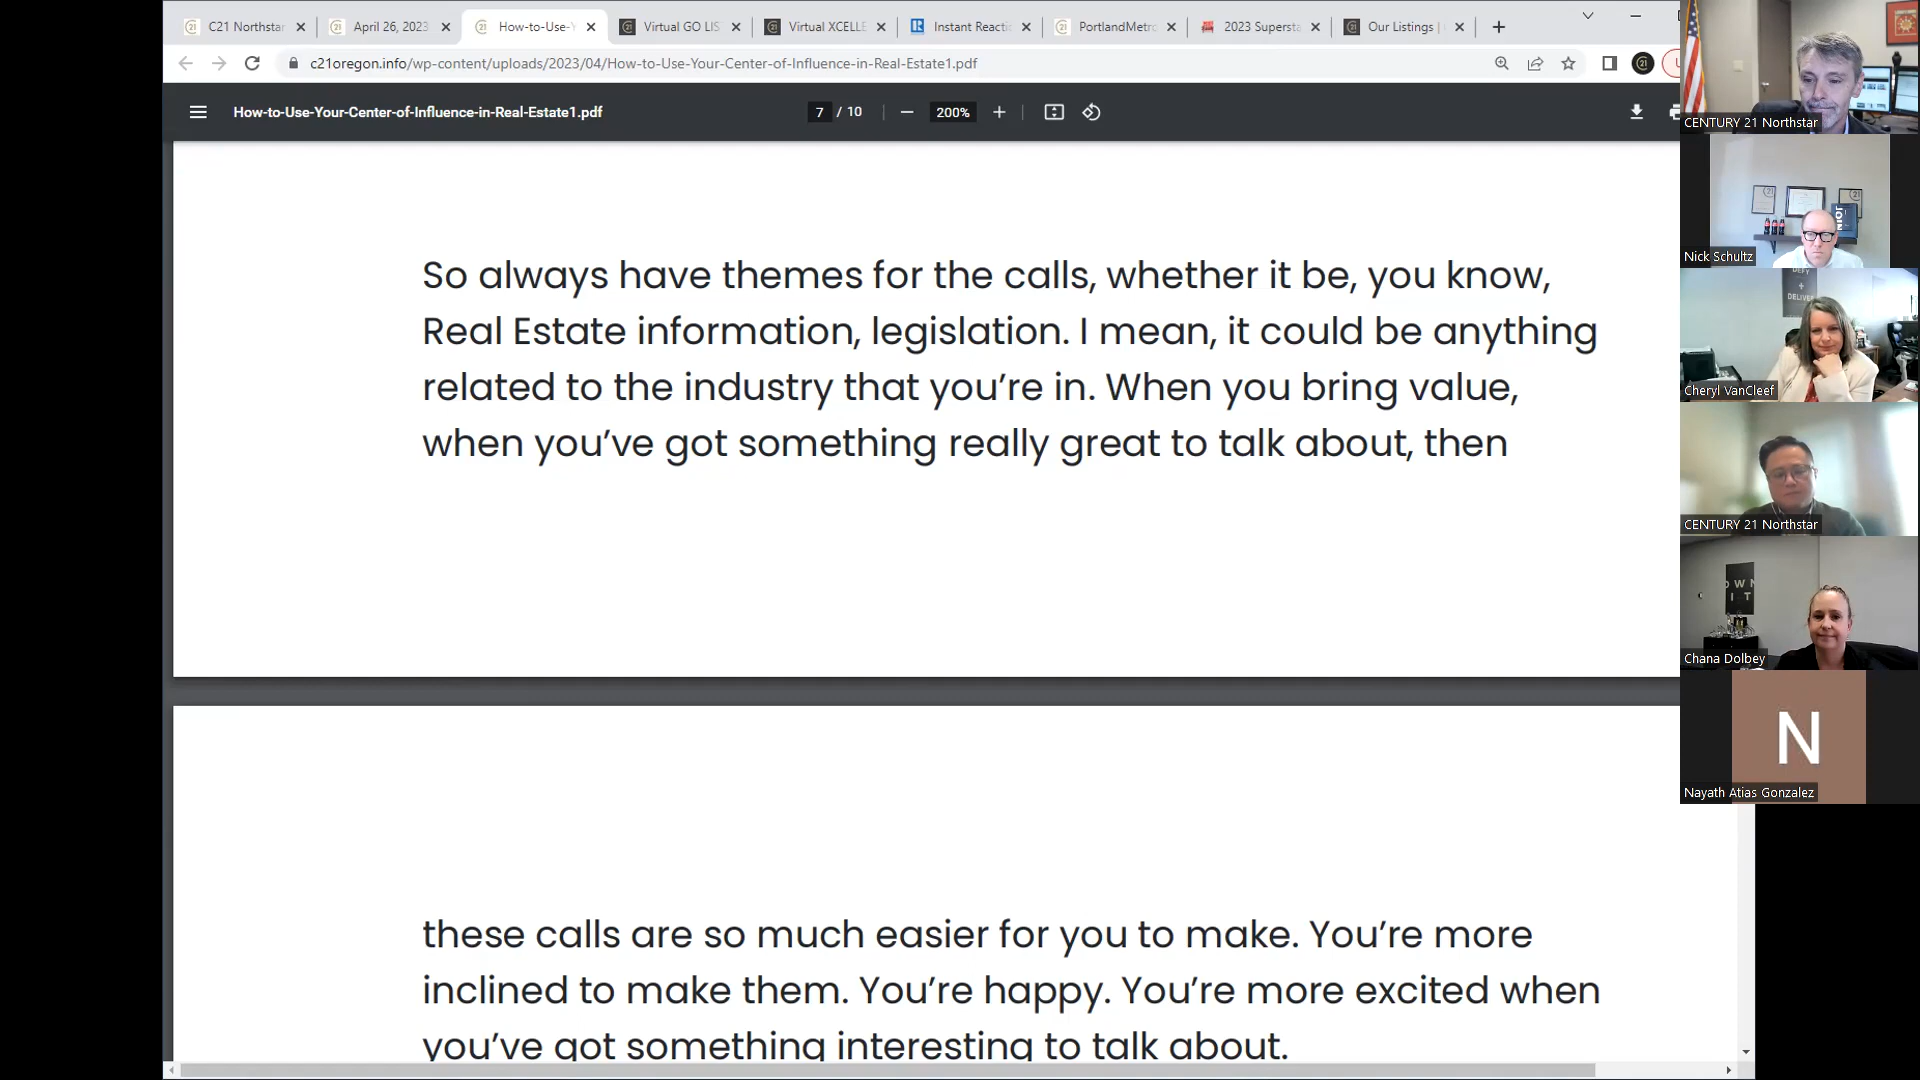 C21 Northstar
April 26, 2023
How-to-Use-Y
Virtual GO LIS
Virtual XCELLE
Instant Reacti
PortlandMetro
2023 Supersta
Our Listings |
c21oregon.info/wp-content/uploads/2023/04/How-to-Use-Your-Center-of-Influence-in-Real-Estate1.pdf
How-to-Use-Your-Center-of-Influence-in-Real-Estate1.pdf
7 / 10
200%
So always have themes for the calls, whether it be, you know,
Real Estate information, legislation. I mean, it could be anything
related to the industry that you’re in. When you bring value,
when you’ve got something really great to talk about, then
these calls are so much easier for you to make. You’re more
inclined to make them. You’re happy. You’re more excited when
you’ve got something interesting to talk about.
CENTURY 21 Northstar
JOIN
Nick Schultz
DEFY
+
DELIVER
Cheryl VanCleef
CENTURY 21 Northstar
OWN
IT
Chana Dolbey
N
Nayath Atias Gonzalez